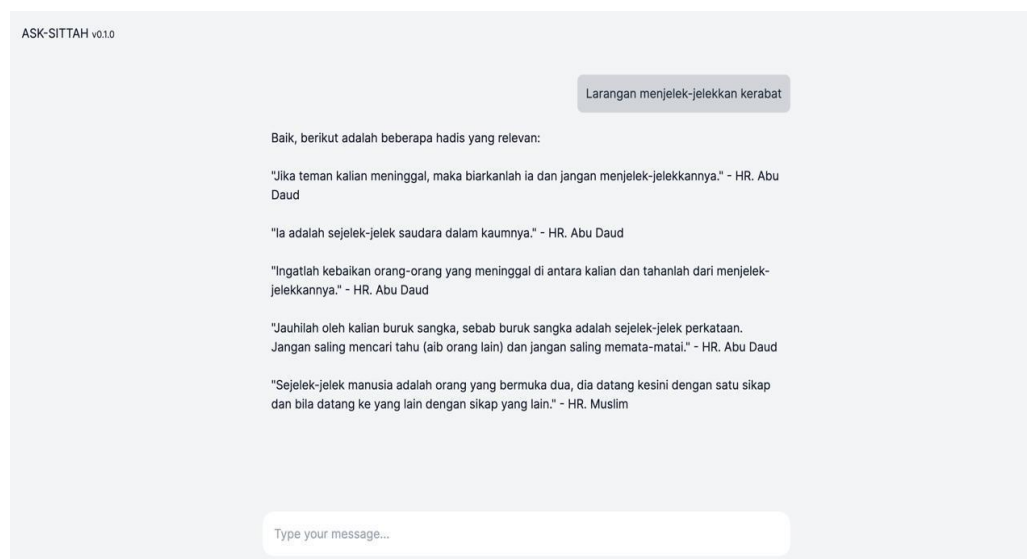 ASK-SITTAH v0.1.0
Larangan menjelek-jelekkan kerabat
Baik, berikut adalah beberapa hadis yang relevan:
"Jika teman kalian meninggal, maka biarkanlah ia dan jangan menjelek-jelekkannya." - HR. Abu
Daud
"Ia adalah sejelek-jelek saudara dalam kaumnya." - HR. Abu Daud
"Ingatlah kebaikan orang-orang yang meninggal di antara kalian dan tahanlah dari menjelek-
jelekkannya." - HR. Abu Daud
"Jauhilah oleh kalian buruk sangka, sebab buruk sangka adalah sejelek-jelek perkataan.
Jangan saling mencari tahu (aib orang lain) dan jangan saling memata-matai." - HR. Abu Daud
"Sejelek-jelek manusia adalah orang yang bermuka dua, dia datang kesini dengan satu sikap
dan bila datang ke yang lain dengan sikap yang lain." - HR. Muslim
Type your message...